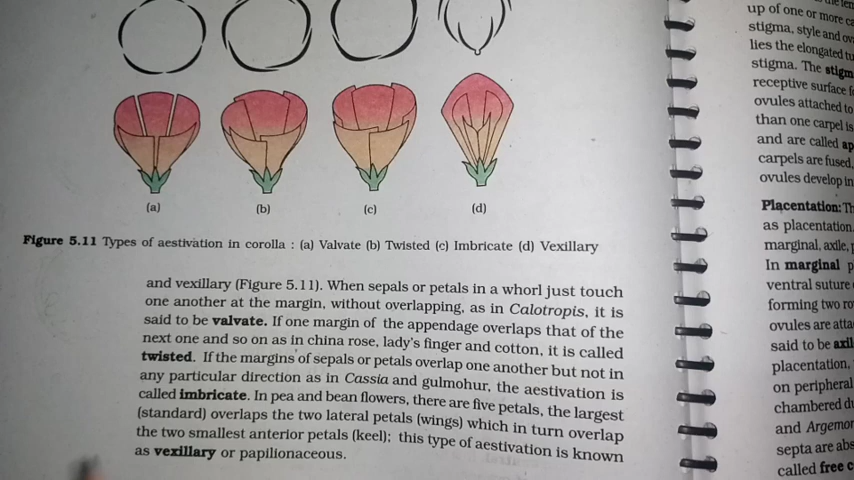 (a) (b) (c) (d)
Figure 5.11 Types of aestivation in corolla : (a) Valvate (b) Twisted (c) Imbricate (d) Vexillary
and vexillary (Figure 5.11). When sepals or petals in a whorl just touch
one another at the margin, without overlapping, as in Calotropis, it is
said to be valvate. If one margin of the appendage overlaps that of the
next one and so on as in china rose, lady's finger and cotton, it is called
twisted. If the margins of sepals or petals overlap one another but not in
any particular direction as in Cassia and gulmohur, the aestivation is
called imbricate. In pea and bean flowers, there are five petals, the largest
(standard) overlaps the two lateral petals (wings) which in turn overlap
the two smallest anterior petals (keel); this type of aestivation is known
as vexillary or papilionaceous.
up of one or more
stigma, style and
lies the elongated
stigma. The
receptive surface
ovules attached to
than one carpel is
and are called
carpels are fused,
ovules develop in
Placentation:
as placentation.
marginal, axile,
In marginal
ventral suture
forming two
ovules are
said to be
placentation,
on peripheral
chambered
and
septa are
called free